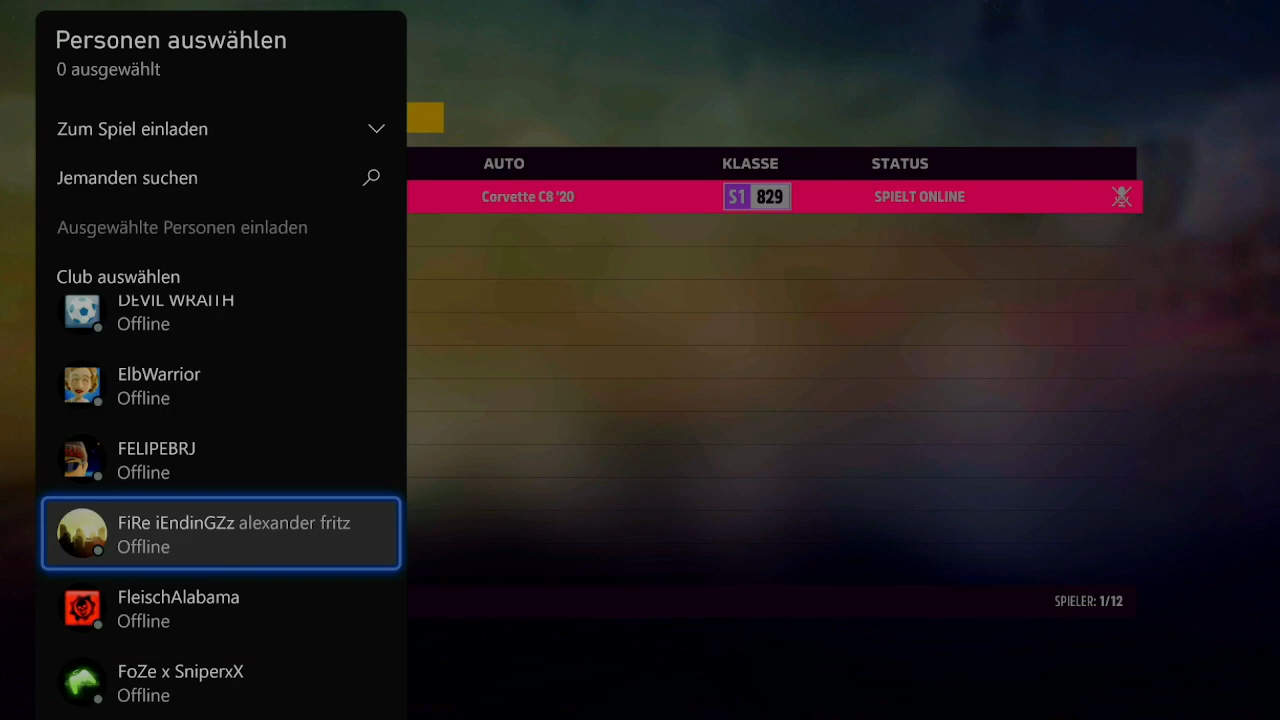 Personen auswählen
0 ausgewählt
Zum Spiel einladen
Jemanden suchen
Ausgewählte Personen einladen
Club auswählen
DEVIL WRAITH
Offline
ElbWarrior
Offline
FELIPEBRJ
Offline
FiRe iEndinGZz alexander fritz
Offline
FleischAlabama
Offline
FoZe x SniperxX
Offline
AUTO KLASSE STATUS
Corvette C8 '20 S1 829 SPIELT ONLINE
SPIELER: 1/12